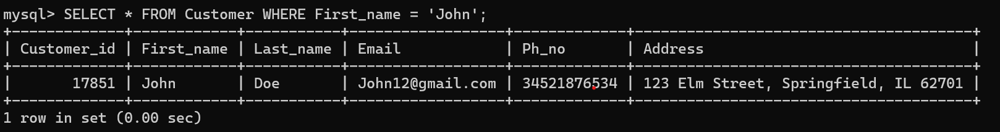 mysql> SELECT * FROM Customer WHERE First_name = 'John';
+-------------+------------+-----------+------------------+-------------+---------------------------------------+
| Customer_id | First_name | Last_name | Email            | Ph_no       | Address                               |
+-------------+------------+-----------+------------------+-------------+---------------------------------------+
|       17851 | John       | Doe       | John12@gmail.com | 34521876534 | 123 Elm Street, Springfield, IL 62701 |
+-------------+------------+-----------+------------------+-------------+---------------------------------------+
1 row in set (0.00 sec)